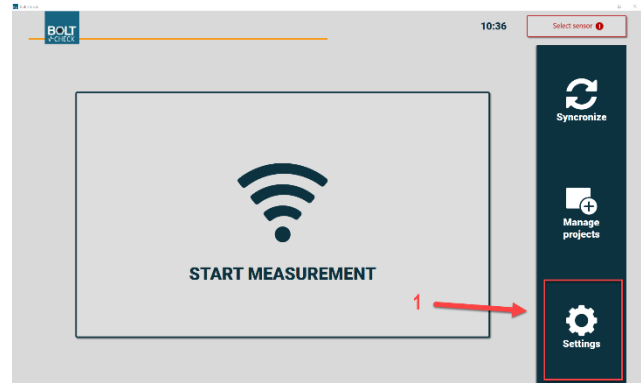 BOLT
CHECK
10:36
Select sensor
Syncronize
Manage
projects
START MEASUREMENT
1
Settings